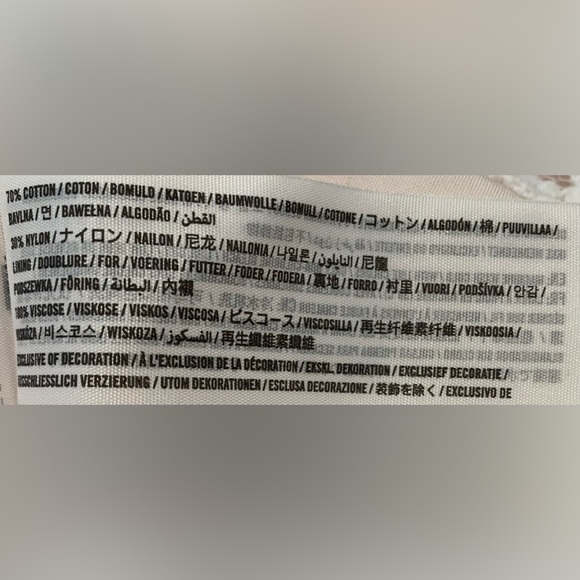 70% COTTON / COTON / BOMULD / KATOEN / BAUMWOLLE / BOMULL / COTONE / コットン / ALGODÓN / 棉 / PUUVILLAA /
BAVLNA / 면 / BAWEŁNA / ALGODÃO / القطن
30% NYLON / ナイロン / NAILON / 尼龙 / NAILONIA / 나일론 / النايلون / 尼龍
LINING / DOUBLURE / FOR / VOERING / FUTTER / FODER / FODERA / 裏地 / FORRO / 衬里 / VUORI / PODŠÍVKA / 안감 /
PODSZEWKA / FÔRING / البطانة / 內襯
100% VISCOSE / VISKOSE / VISKOS / VISCOSA / ビスコース / VISCOSILLA / 再生纤维素纤维 / VISKOOSIA /
VISKÓZA / 비스코스 / WISKOZA / الفسكوز / 再生纖維素纖維
EXCLUSIVE OF DECORATION / À L'EXCLUSION DE LA DÉCORATION / EKSKL. DEKORATION / EXCLUSIEF DECORATIE /
AUSSCHLIESSLICH VERZIERUNG / UTOM DEKORATIONEN / ESCLUSA DECORAZIONE / 装飾を除く / EXCLUSIVO DE